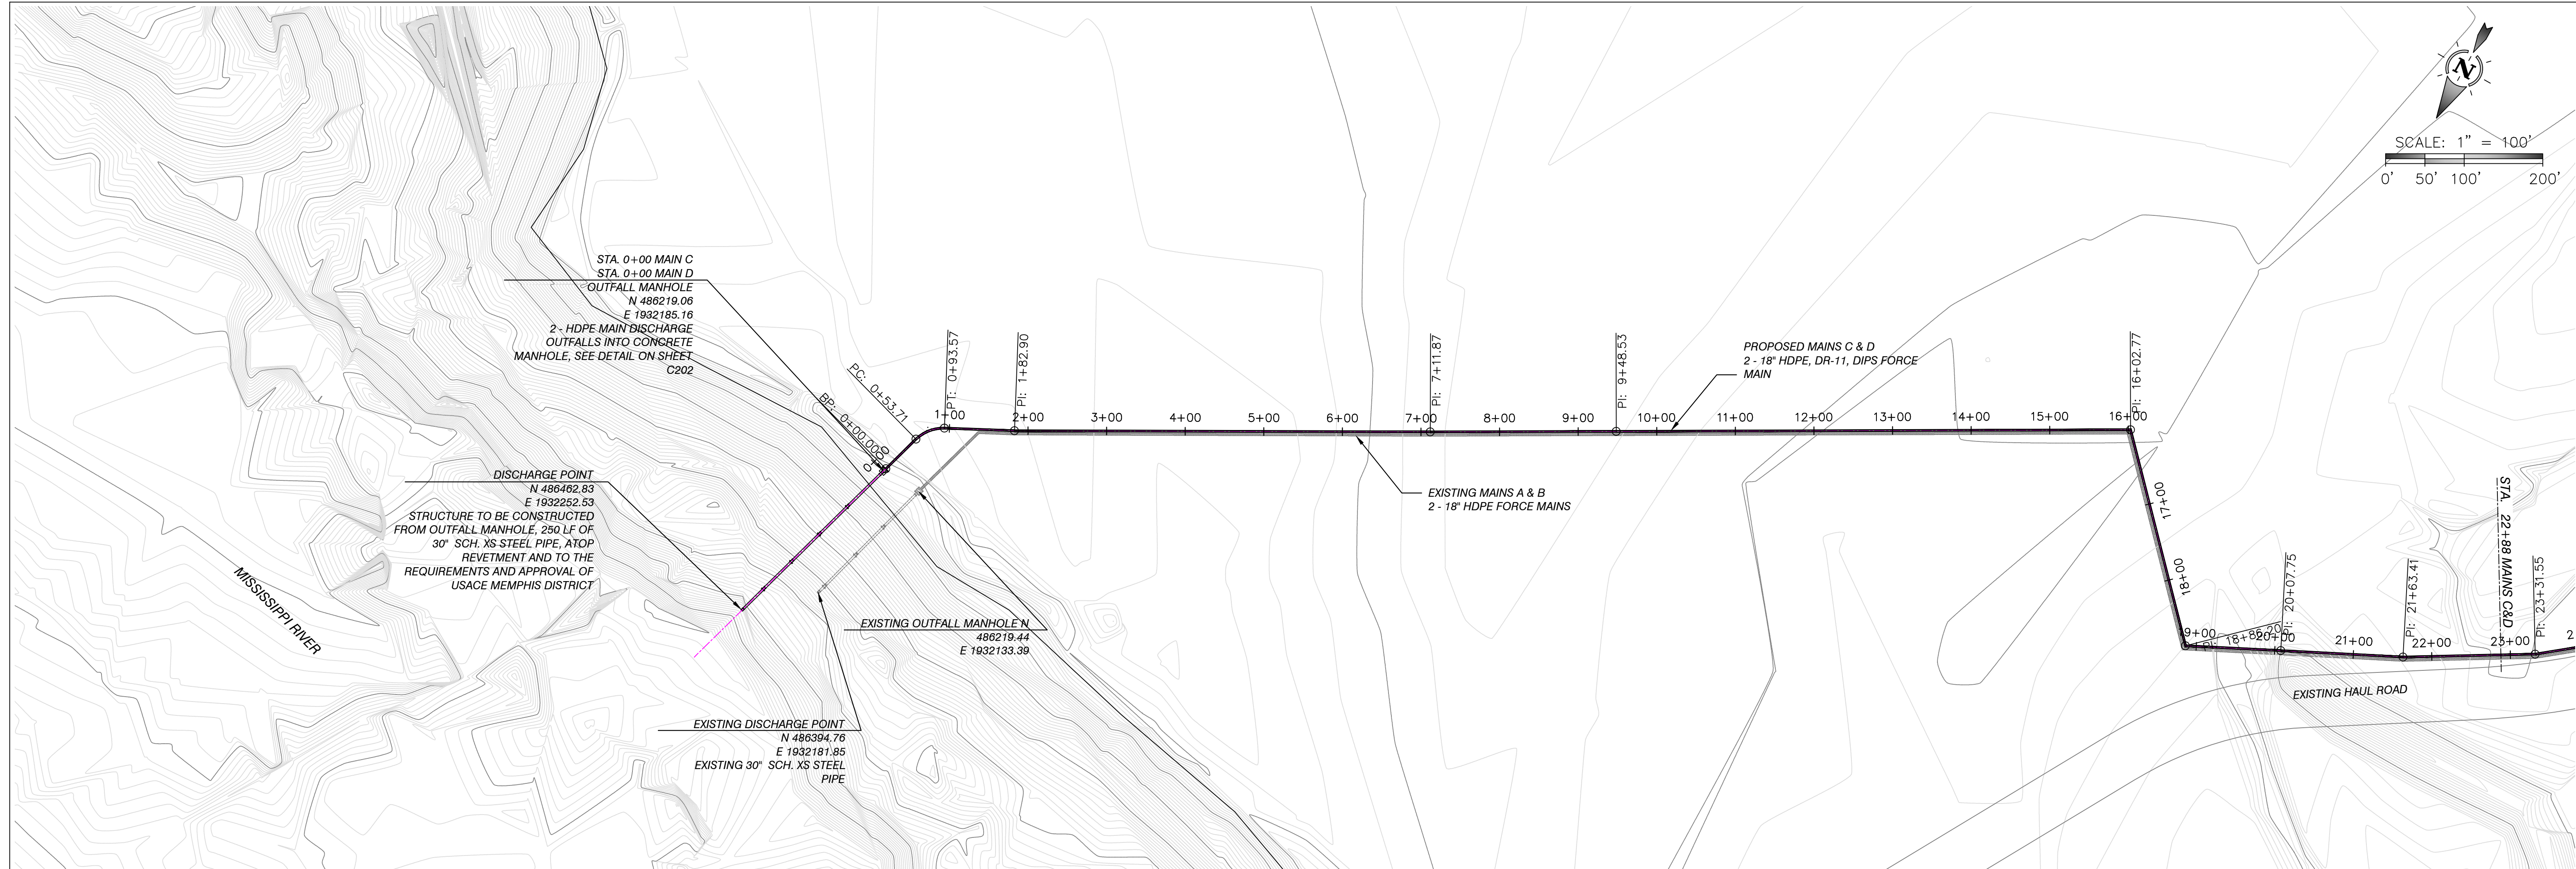 N
SCALE: 1" = 100'
0' 50' 100' 200'
STA. 0+00 MAIN C
STA. 0+00 MAIN D
OUTFALL MANHOLE
N 486219.06
E 1932185.16
2 - HDPE MAIN DISCHARGE
OUTFALLS INTO CONCRETE
MANHOLE, SEE DETAIL ON SHEET
C202
BP: 0+00.00
0+00
PC: 0+53.71
PT: 0+93.57
PI: 1+82.90
PI: 7+11.87
PI: 9+48.53
PI: 16+02.77
1+00 2+00 3+00 4+00 5+00 6+00 7+00 8+00 9+00 10+00 11+00 12+00 13+00 14+00 15+00 16+00
PROPOSED MAINS C & D
2 - 18" HDPE, DR-11, DIPS FORCE
MAIN
EXISTING MAINS A & B
2 - 18" HDPE FORCE MAINS
DISCHARGE POINT
N 486462.83
E 1932252.53
STRUCTURE TO BE CONSTRUCTED
FROM OUTFALL MANHOLE, 250 LF OF
30" SCH. XS STEEL PIPE, ATOP
REVETMENT AND TO THE
REQUIREMENTS AND APPROVAL OF
USACE MEMPHIS DISTRICT
MISSISSIPPI RIVER
EXISTING OUTFALL MANHOLE N
486219.44
E 1932133.39
EXISTING DISCHARGE POINT
N 486394.76
E 1932181.85
EXISTING 30" SCH. XS STEEL
PIPE
17+00
18+00
19+00
PI: 18+86.20
20+00
PI: 20+07.75
21+00
PI: 21+63.41
22+00
STA. 22+88 MAINS C&D
23+00
PI: 23+31.55
2
EXISTING HAUL ROAD